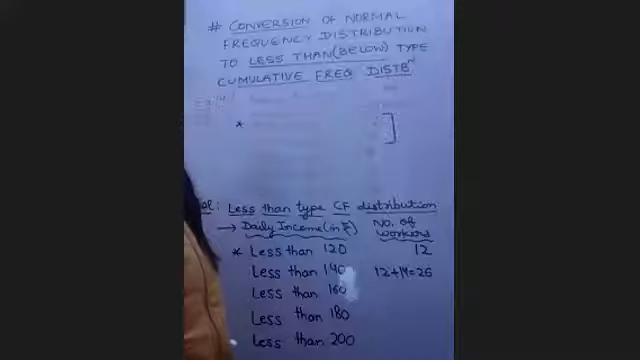 # CONVERSION OF NORMAL
FREQUENCY DISTRIBUTION
TO LESS THAN(BELOW) TYPE
CUMULATIVE FREQ DISTBⁿ
*
Sol: Less than type CF distribution
→ Daily Income (in ₹) No. of workers
* Less than 120 12
Less than 140 12+14=26
Less than 160
Less than 180
Less than 200